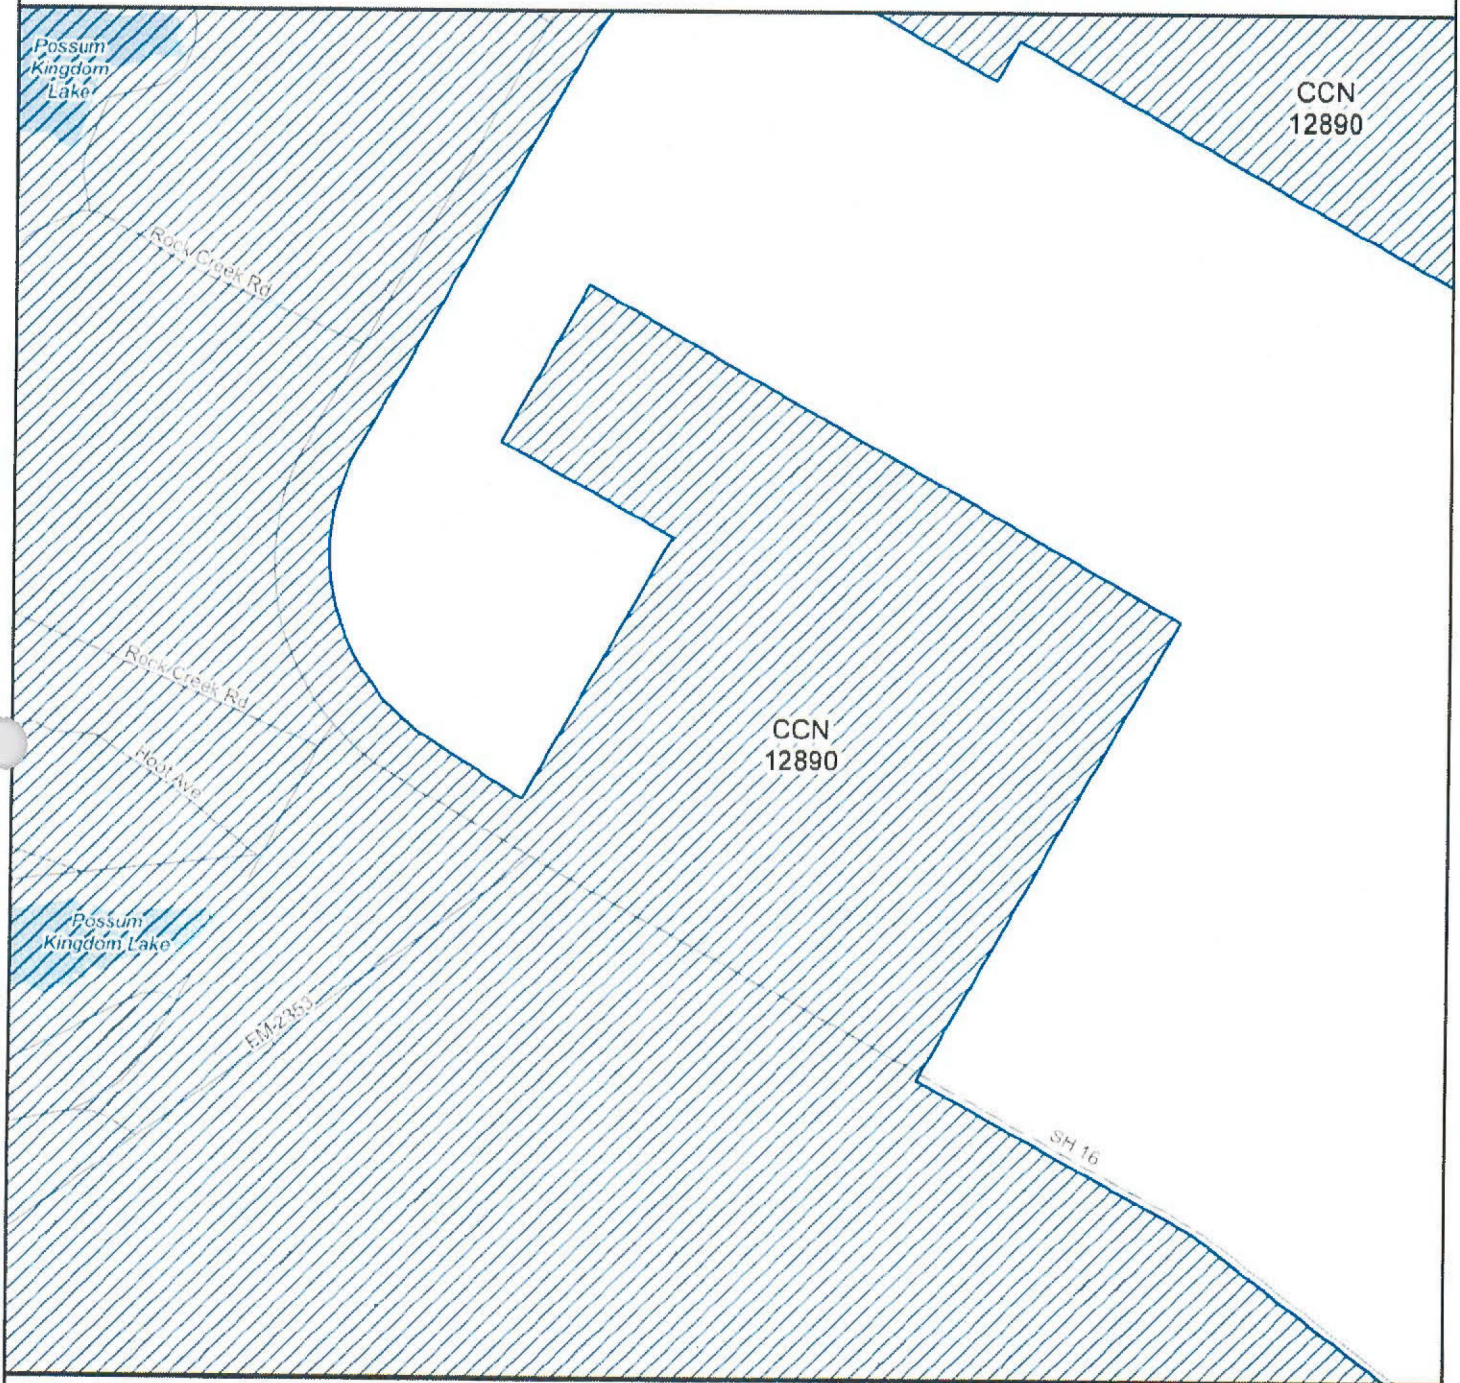 Possum
Kingdom
Lake
CCN
12890
Rock Creek Rd
Rock Creek Rd
Hoot Ave
CCN
12890
Possum
Kingdom Lake
FM-2353
SH 16